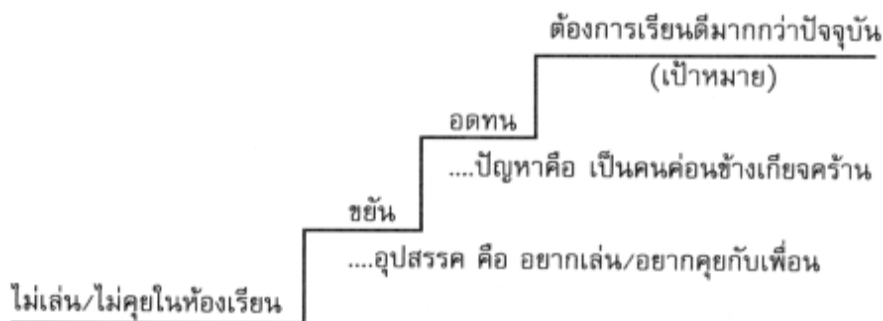 ต้องการเรียนดีมากกว่าปัจจุบัน
(เป้าหมาย)
อดทน
....ปัญหาคือ เป็นคนค่อนข้างเกียจคร้าน
ขยัน
....อุปสรรค คือ อยากเล่น/อยากคุยกับเพื่อน
ไม่เล่น/ไม่คุยในห้องเรียน